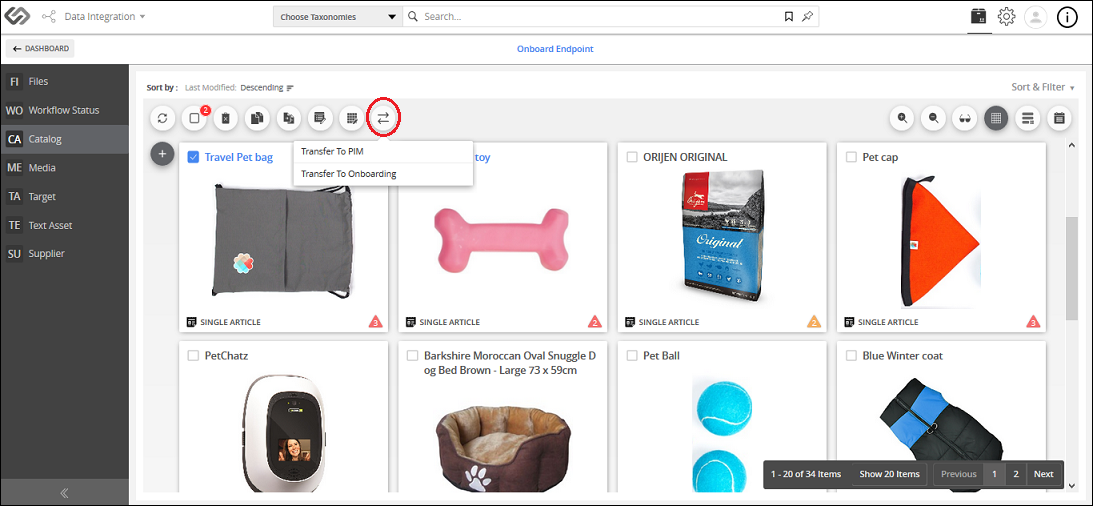 Data Integration
Choose Taxonomies
Search...
DASHBOARD
Onboard Endpoint
FI Files
WO Workflow Status
CA Catalog
ME Media
TA Target
TE Text Asset
SU Supplier
Sort by : Last Modified: Descending
Sort & Filter
2
Transfer To PIM
Transfer To Onboarding
Travel Pet bag
toy
ORIJEN ORIGINAL
Pet cap
Original
SINGLE ARTICLE 3
SINGLE ARTICLE 2
SINGLE ARTICLE 2
SINGLE ARTICLE 3
PetChatz
Barkshire Moroccan Oval Snuggle D
og Bed Brown - Large 73 x 59cm
Pet Ball
Blue Winter coat
1 - 20 of 34 Items Show 20 Items Previous 1 2 Next